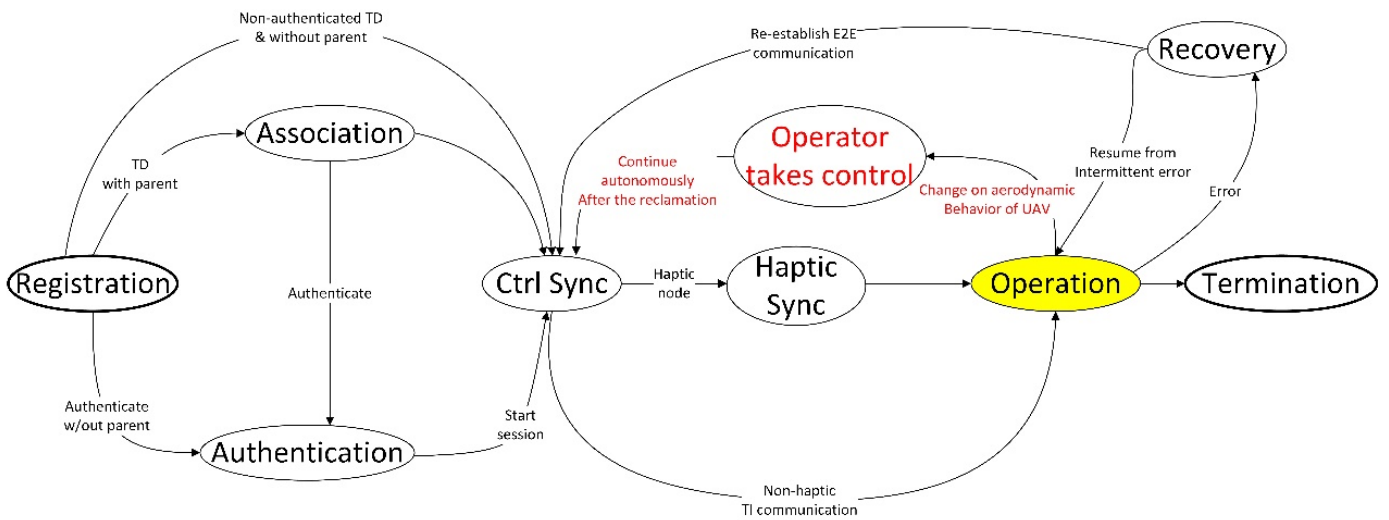 Non-authenticated TD
& without parent
Re-establish E2E
communication
Recovery
Association
TD
with parent
Operator
takes control
Continue
autonomously
After the reclamation
Resume from
Intermittent error
Change on aerodynamic
Behavior of UAV
Error
Registration
Authenticate
Ctrl Sync
Haptic
node
Haptic
Sync
Operation
Termination
Authenticate
w/out parent
Start
session
Authentication
Non-haptic
TI communication